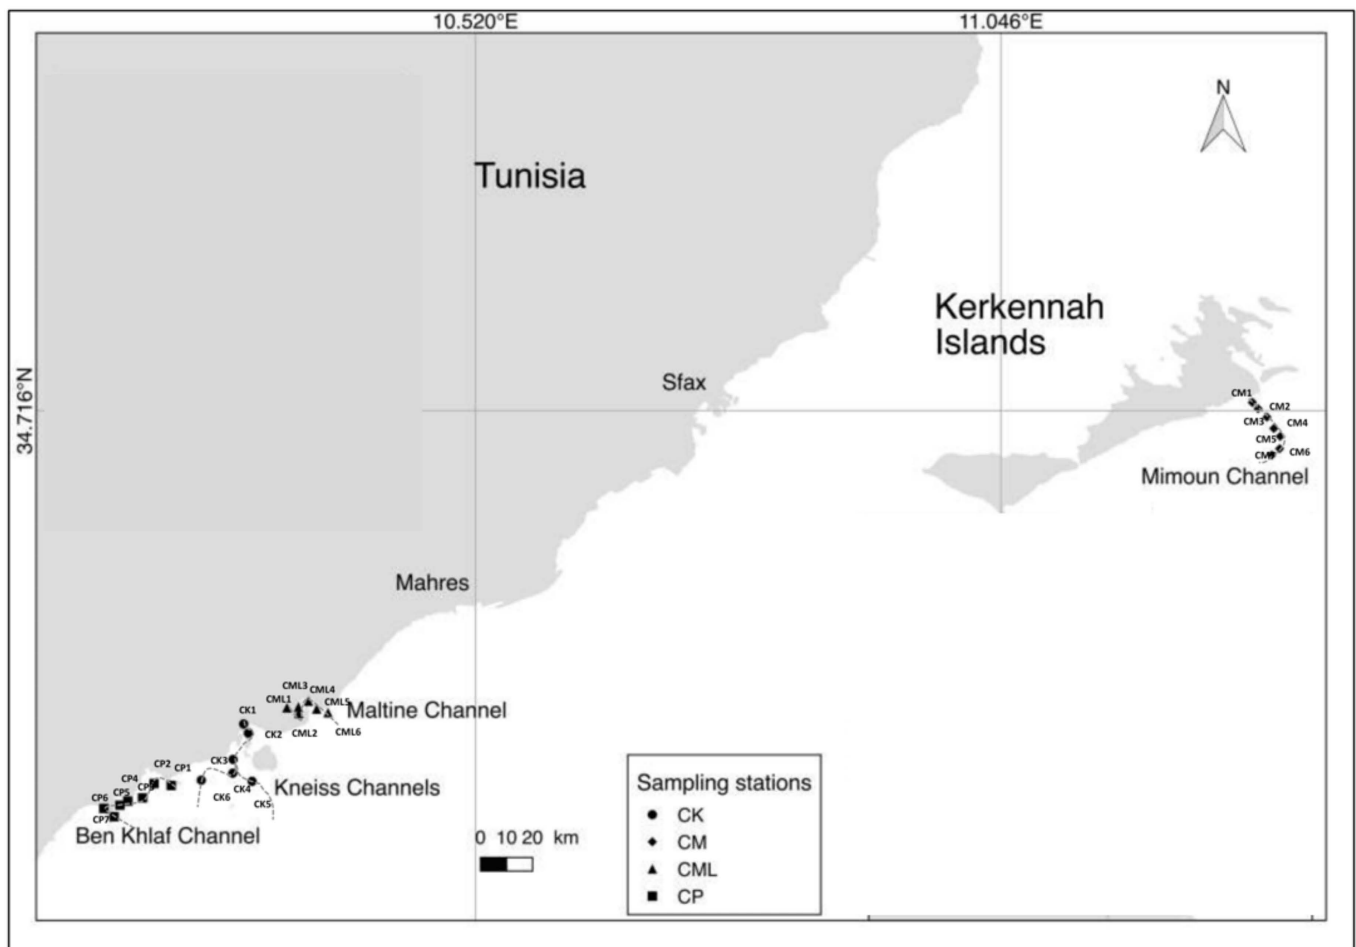 10.520°E
11.046°E
N
Tunisia
Kerkennah
Islands
Sfax
34.716°N
CM1
CM2
CM3
CM4
CM5
CM6
Mimoun Channel
Mahres
CML3
CML4
CML1
CML5
Maltine Channel
CK1
CML2
CML6
CK2
CK3
CP2
CP1
CP4
CK4
Kneiss Channels
CP5
CK6
CK5
CP6
CP7
Ben Khlaf Channel
Sampling stations
CK
CM
CML
CP
0 10 20 km